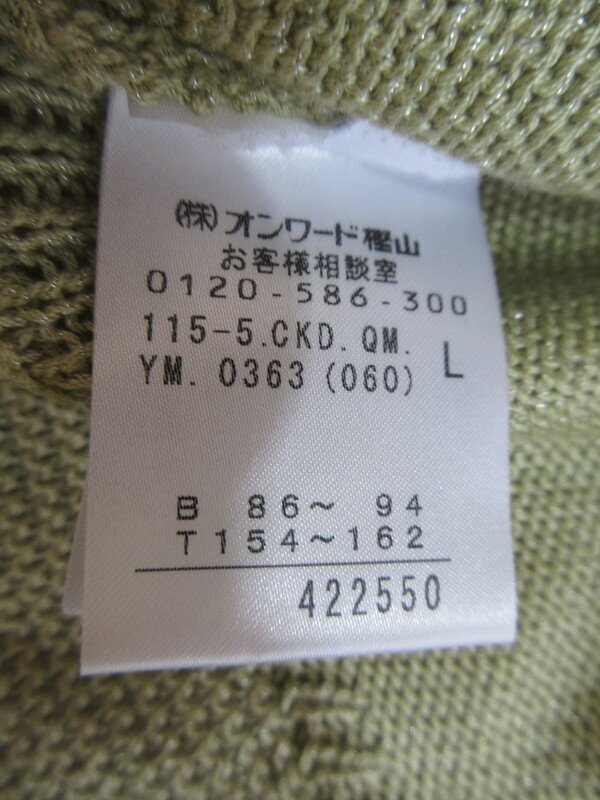 (株)オンワード樫山
お客様相談室
0120-586-300
115-5.CKD.QM.
YM. 0363 (060) L
B 86～ 94
T154～162
422550